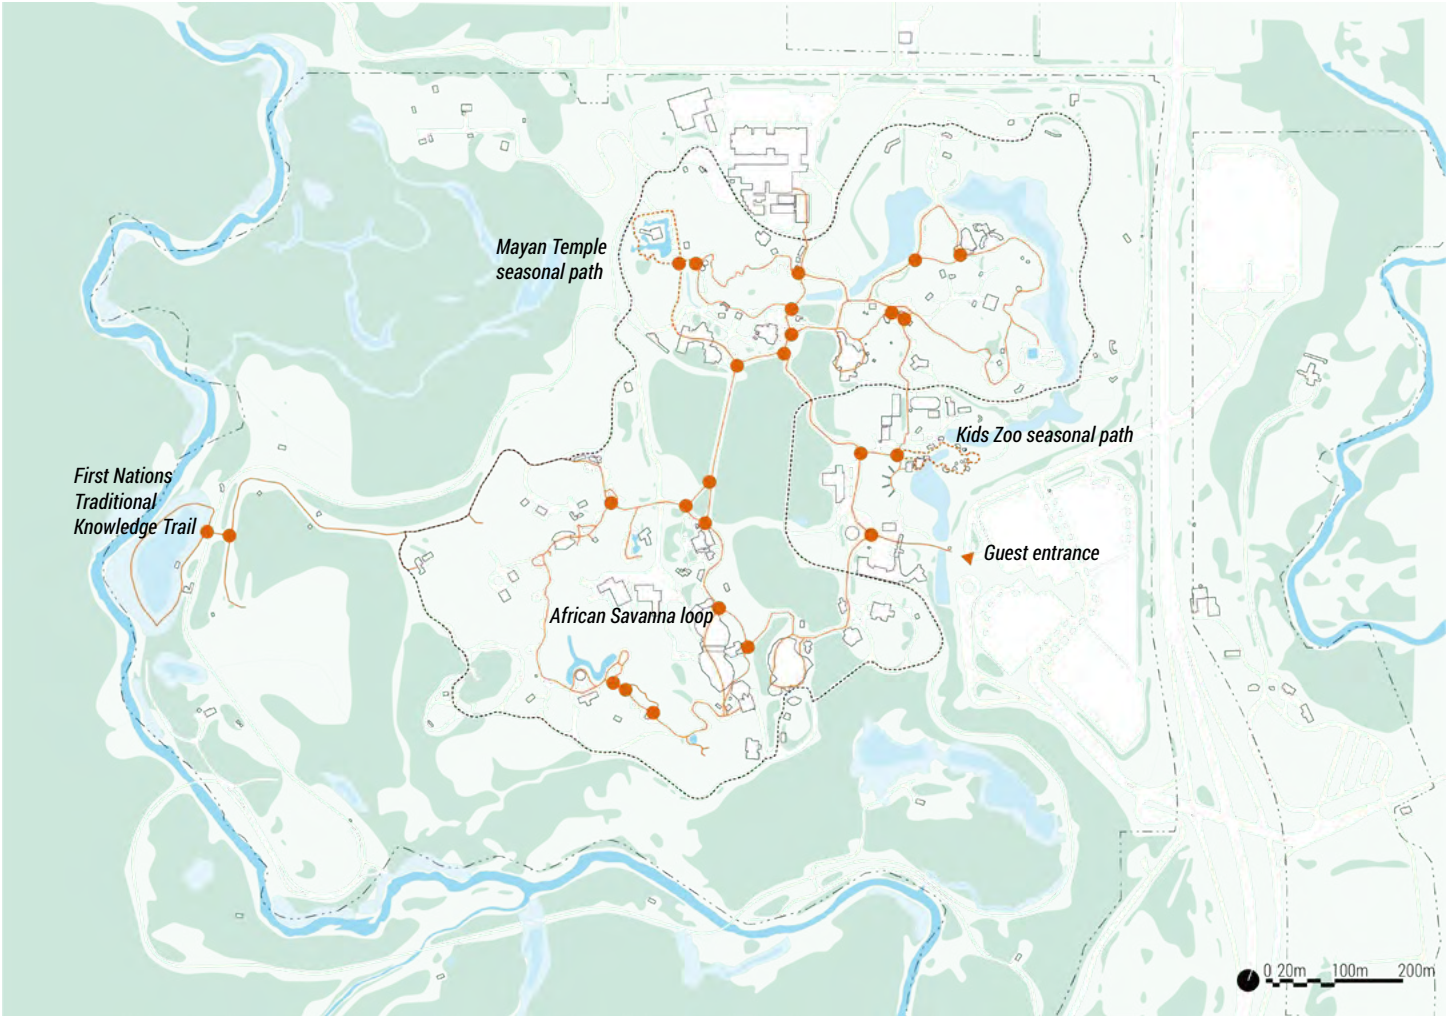 Mayan Temple
seasonal path
Kids Zoo seasonal path
First Nations
Traditional
Knowledge Trail
Guest entrance
African Savanna loop
0 20m 100m 200m